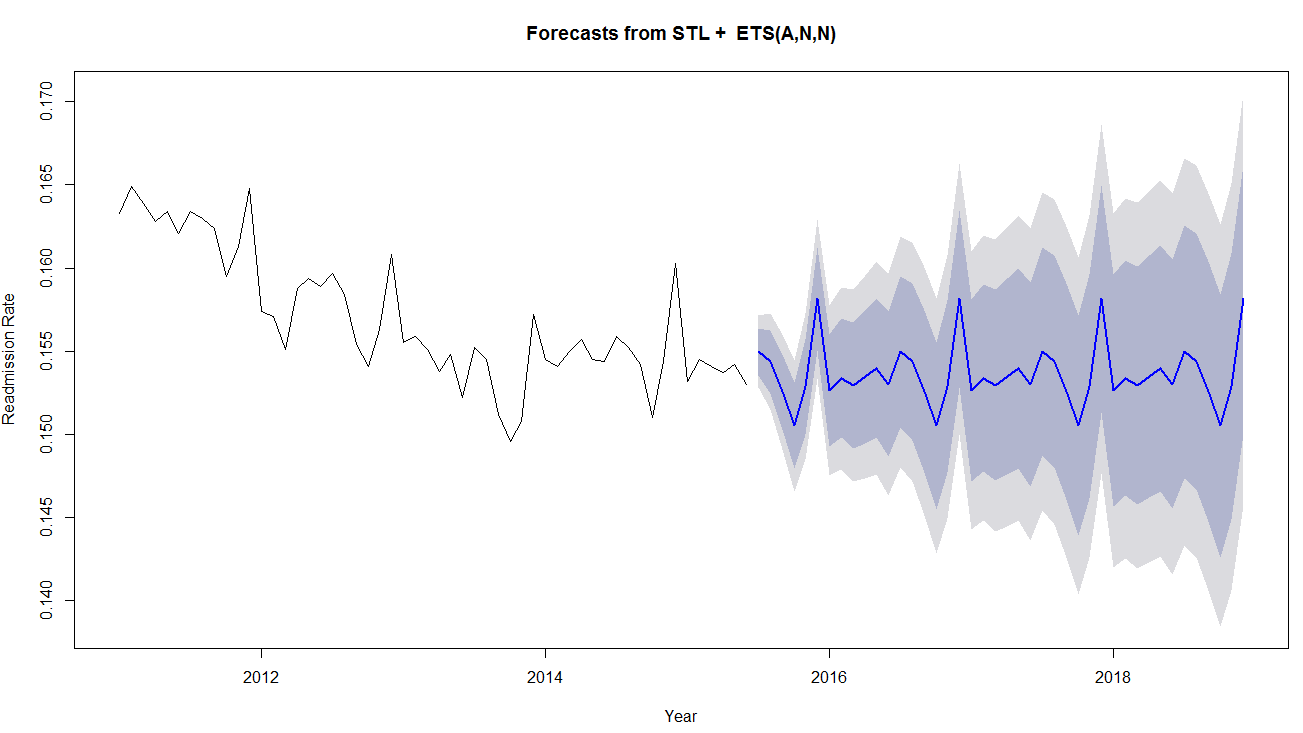 Forecasts from STL +  ETS(A,N,N)
0.170
0.165
0.160
0.155
0.150
0.145
0.140
Readmission Rate
2012 2014 2016 2018
Year